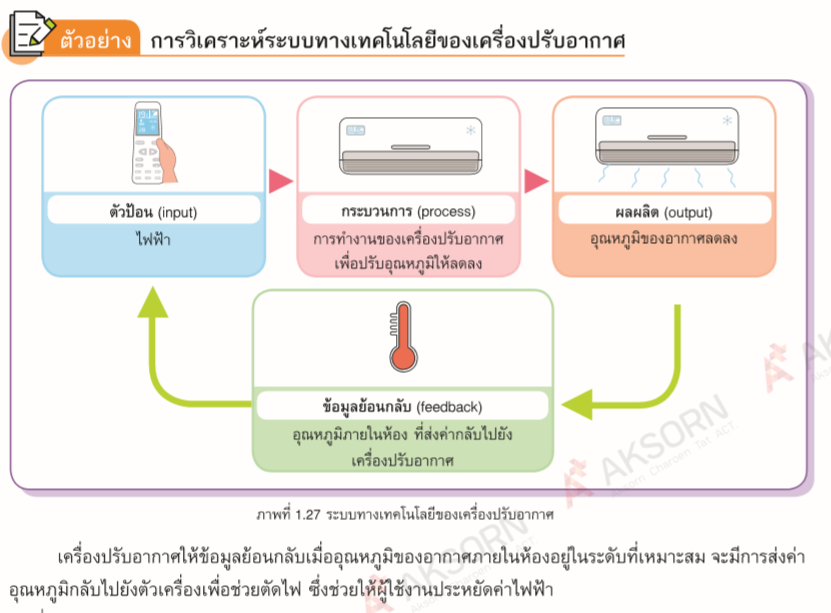 ตัวอย่าง การวิเคราะห์ระบบทางเทคโนโลยีของเครื่องปรับอากาศ
ตัวป้อน (input)
ไฟฟ้า
กระบวนการ (process)
การทำงานของเครื่องปรับอากาศ
เพื่อปรับอุณหภูมิให้ลดลง
ผลผลิต (output)
อุณหภูมิของอากาศลดลง
ข้อมูลย้อนกลับ (feedback)
อุณหภูมิภายในห้อง ที่ส่งค่ากลับไปยัง
เครื่องปรับอากาศ
ภาพที่ 1.27 ระบบทางเทคโนโลยีของเครื่องปรับอากาศ
เครื่องปรับอากาศให้ข้อมูลย้อนกลับเมื่ออุณหภูมิของอากาศภายในห้องอยู่ในระดับที่เหมาะสม จะมีการส่งค่า
อุณหภูมิกลับไปยังตัวเครื่องเพื่อช่วยตัดไฟ ซึ่งช่วยให้ผู้ใช้งานประหยัดค่าไฟฟ้า
AKSORN
Aksorn Charoen Tat ACT
AKSORN